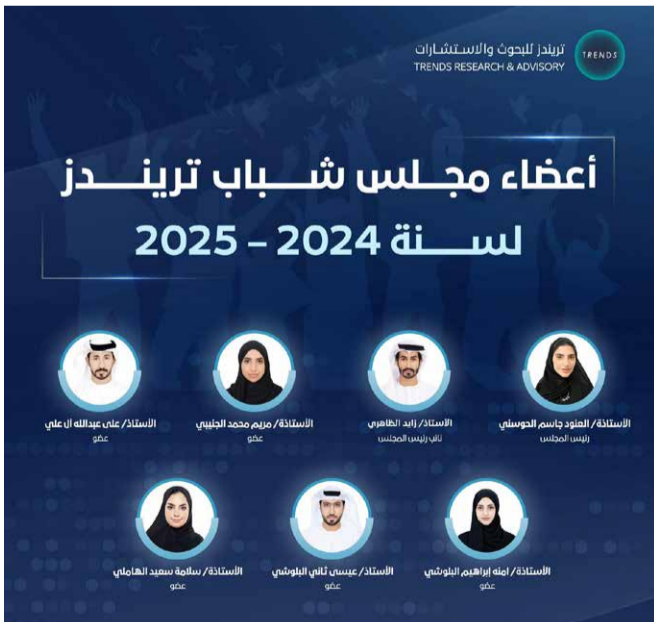 تريندز للبحوث والاستشارات
TRENDS RESEARCH & ADVISORY
TRENDS
أعضاء مجلس شباب تريندز
لسنة 2024 – 2025
الأستاذة/ العنود جاسم الحوسني
رئيس المجلس
الأستاذ/ زايد الظاهري
نائب رئيس المجلس
الأستاذة/ مريم محمد الجنيبي
عضو
الأستاذ/ علي عبدالله آل علي
عضو
الأستاذة/ امنه إبراهيم البلوشي
عضو
الأستاذ/ عيسى ثاني البلوشي
عضو
الأستاذة/ سلامة سعيد الهاملي
عضو